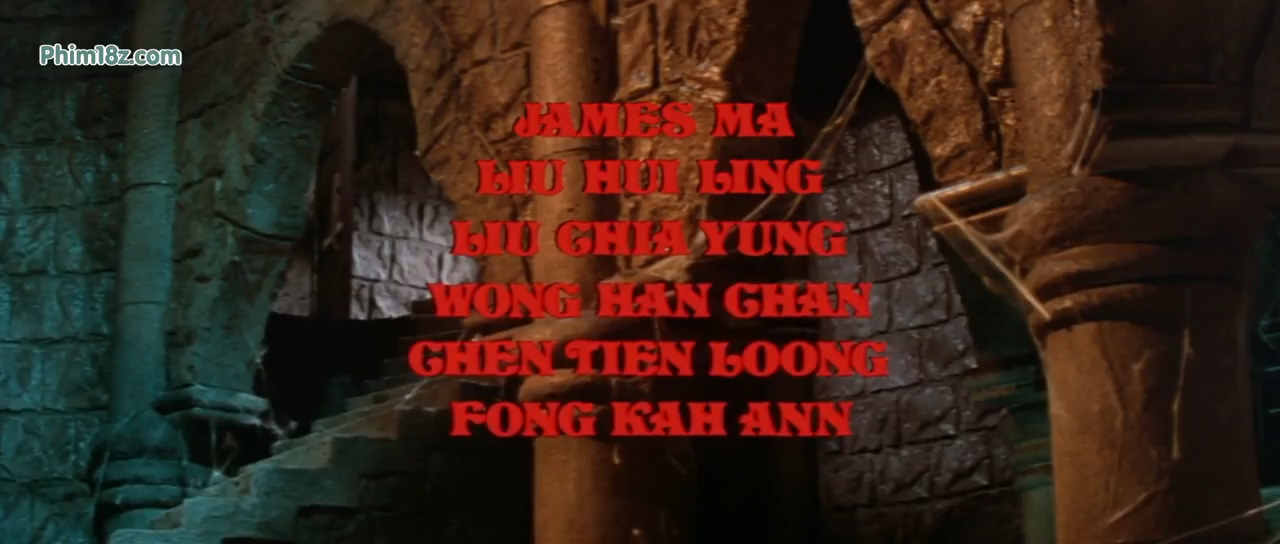 Phim18z.com
JAMES MA
LIU HUI LING
LIU CHIA YUNG
WONG HAN CHAN
CHEN TIEN LOONG
FONG KAH ANN